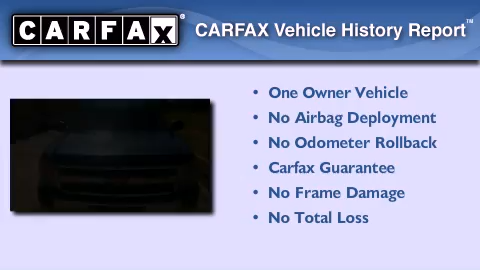 CARFAX® CARFAX Vehicle History Report™
• One Owner Vehicle
• No Airbag Deployment
• No Odometer Rollback
• Carfax Guarantee
• No Frame Damage
• No Total Loss